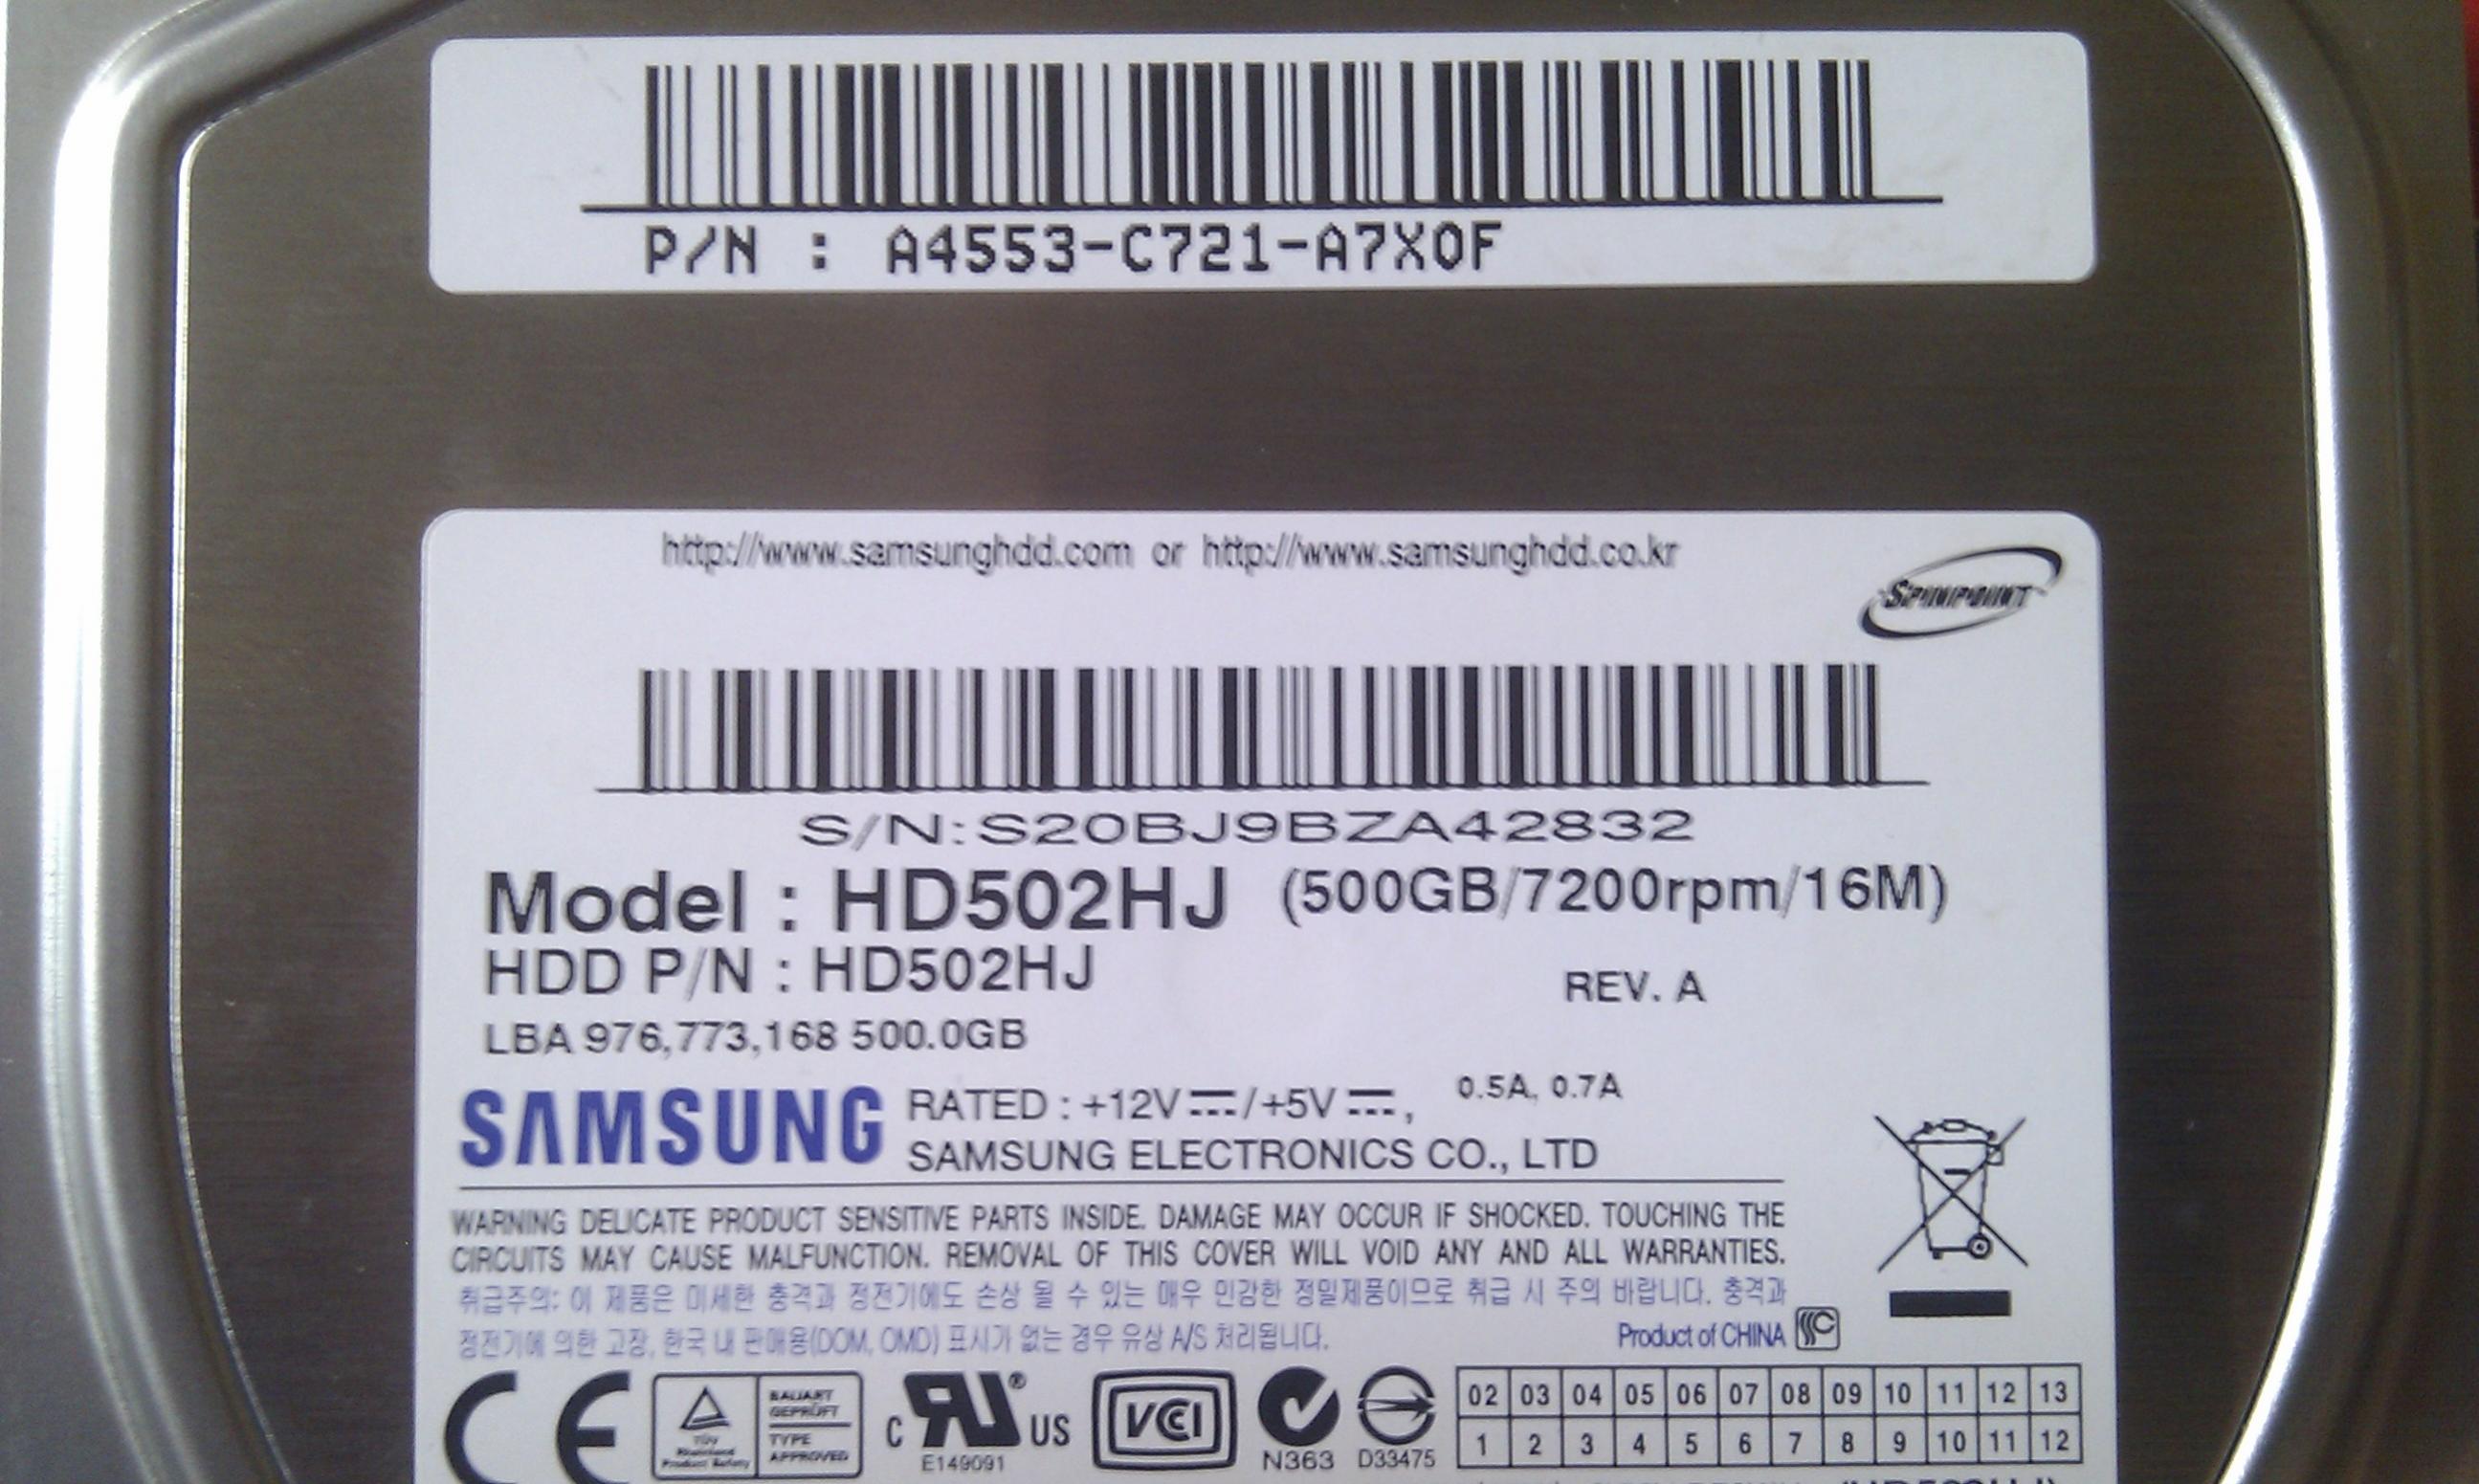 P/N : A4553-C721-A7X0F
http://www.samsunghdd.com or http://www.samsunghdd.co.kr
SPINPOINT
S/N:S20BJ9BZA42832
Model : HD502HJ (500GB/7200rpm/16M)
HDD P/N : HD502HJ
REV. A
LBA 976,773,168 500.0GB
SAMSUNG
RATED : +12V⎓/+5V⎓, 0.5A, 0.7A
SAMSUNG ELECTRONICS CO., LTD
WARNING DELICATE PRODUCT SENSITIVE PARTS INSIDE. DAMAGE MAY OCCUR IF SHOCKED. TOUCHING THE
CIRCUITS MAY CAUSE MALFUNCTION. REMOVAL OF THIS COVER WILL VOID ANY AND ALL WARRANTIES.
취급주의: 이 제품은 미세한 충격과 정전기에도 손상 될 수 있는 매우 민감한 정밀제품이므로 취급 시 주의 바랍니다. 충격과
정전기에 의한 고장, 한국 내 판매용(DOM, OMD) 표시가 없는 경우 유상 A/S 처리됩니다.
Product of CHINA
CE
TÜV
Rheinland
Product Safety
BAUART
GEPRÜFT
TYPE
APPROVED
C RU® US
E149091
VCCI
N363
D33475
02 03 04 05 06 07 08 09 10 11 12 13
1 2 3 4 5 6 7 8 9 10 11 12